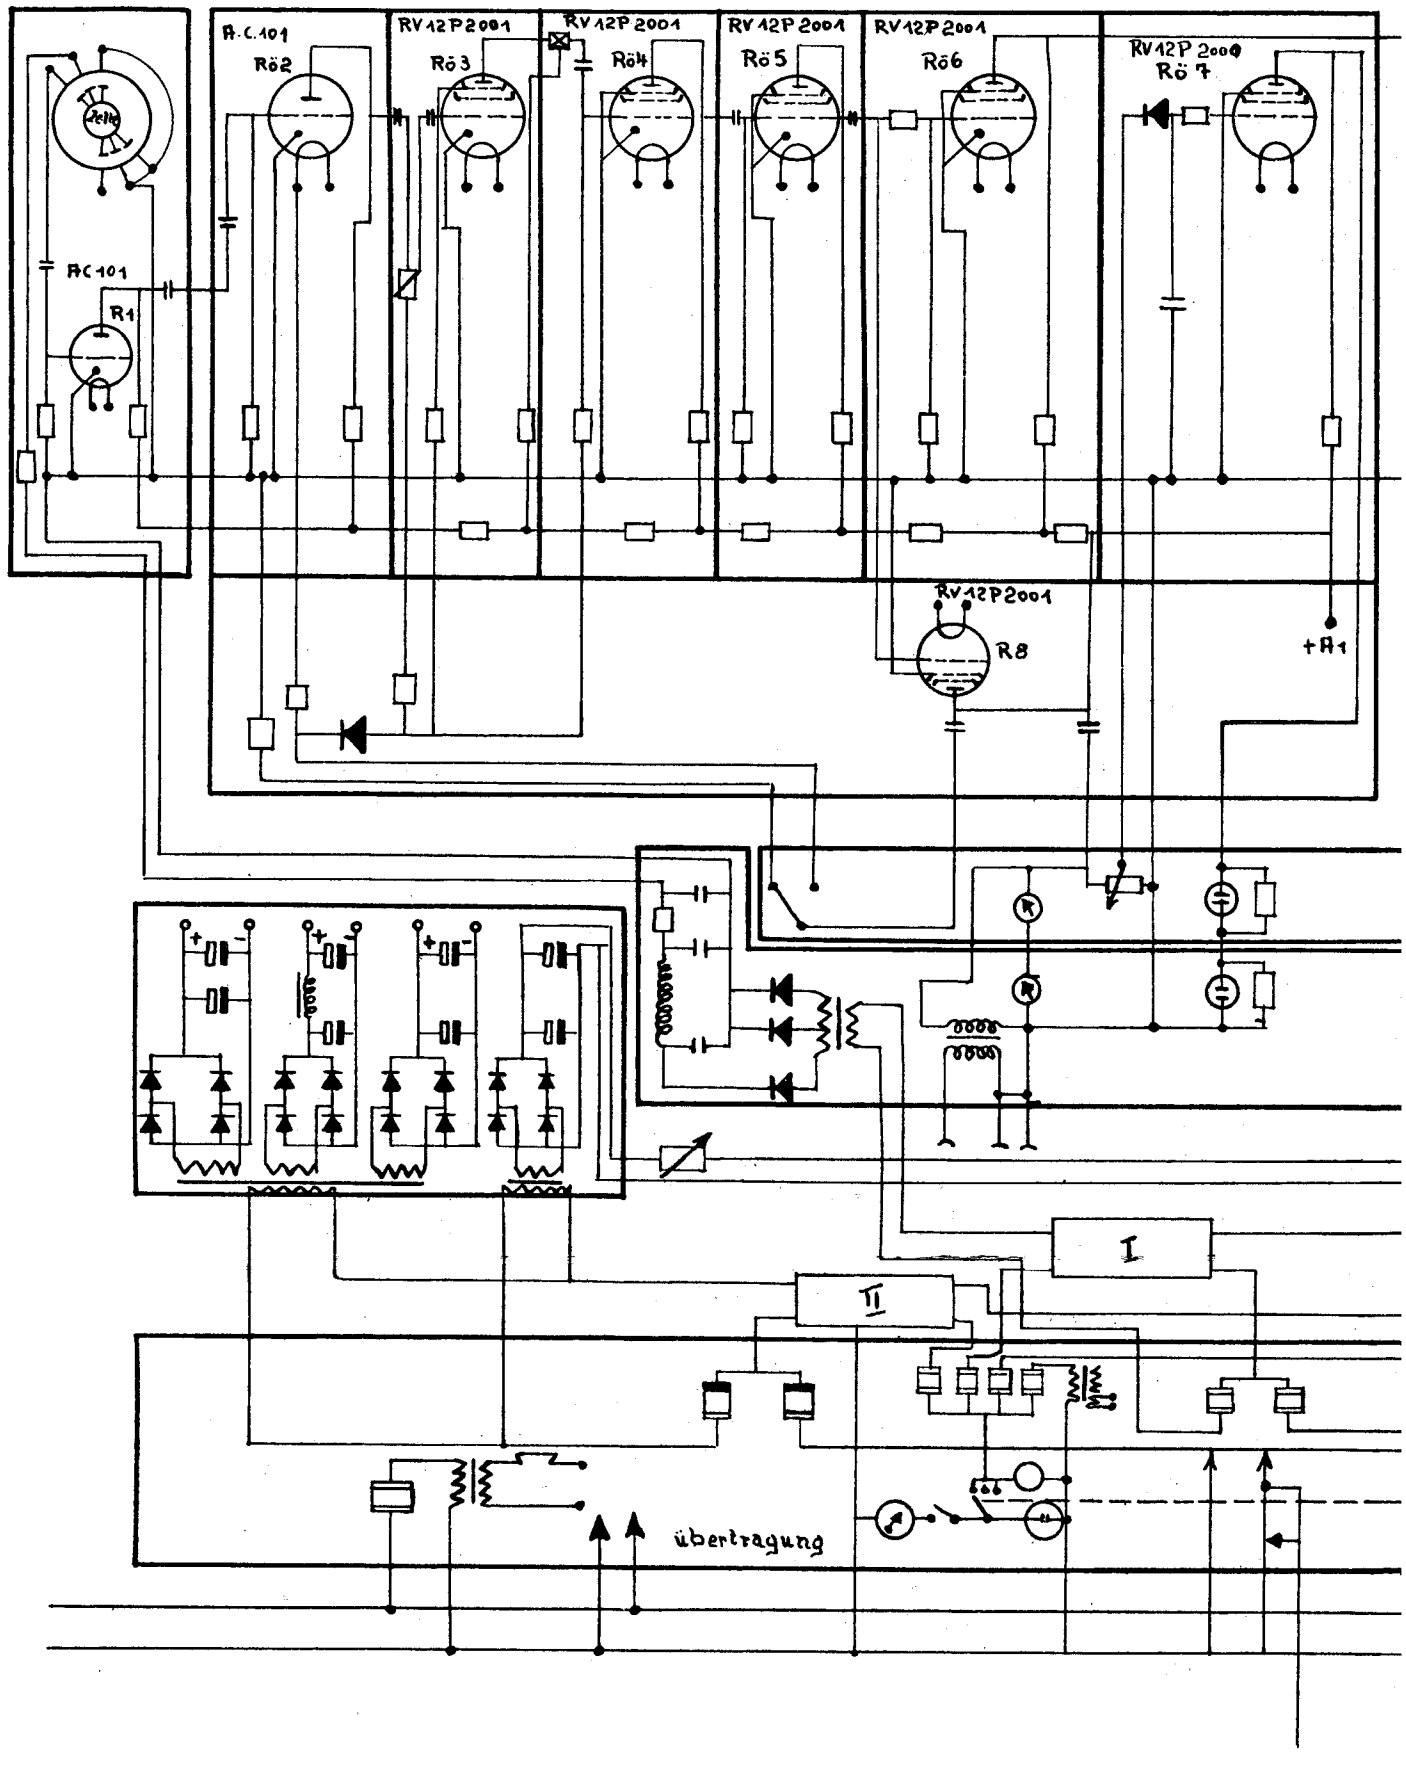 A.C.101
Rö2
RV12P2001
Rö3
RV12P2001
Rö4
RV12P2001
Rö5
RV12P2001
Rö6
RV12P2000
Rö7
Zelle
AC101
R1
RV12P2001
R8
+A1
+ -
+ -
+ -
I
II
übertragung